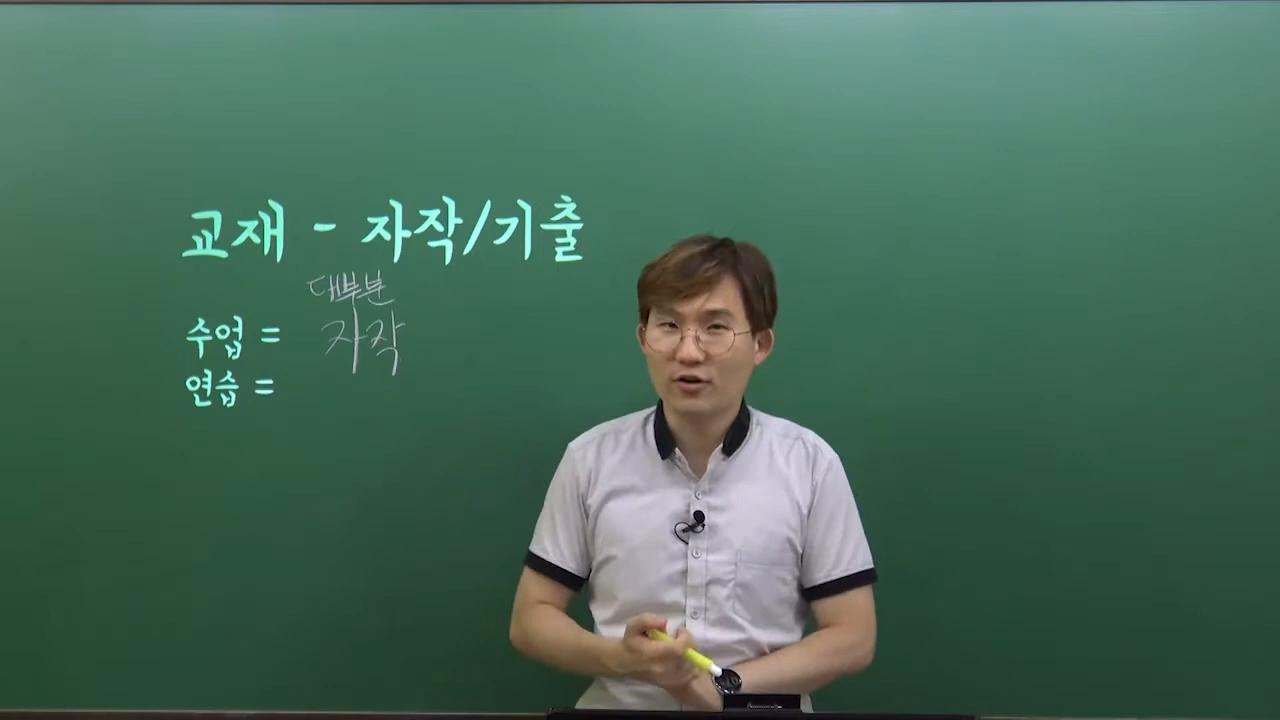 교재 - 자작/기출
대부분
수업 = 자작
연습 =